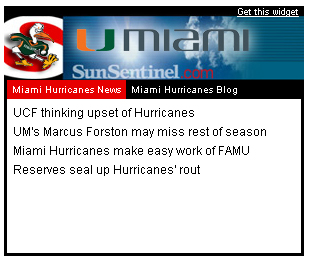 Get this widget
U MIAMI
SunSentinel.com
Miami Hurricanes News
Miami Hurricanes Blog
UCF thinking upset of Hurricanes
UM's Marcus Forston may miss rest of season
Miami Hurricanes make easy work of FAMU
Reserves seal up Hurricanes' rout